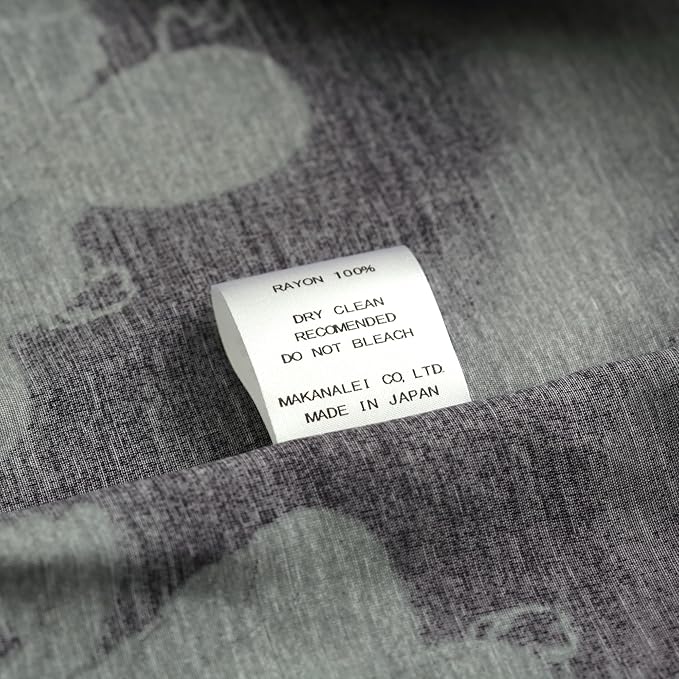 RAYON 100%
DRY CLEAN
RECOMENDED
DO NOT BLEACH
MAKANALEI CO, LTD.
MADE IN JAPAN